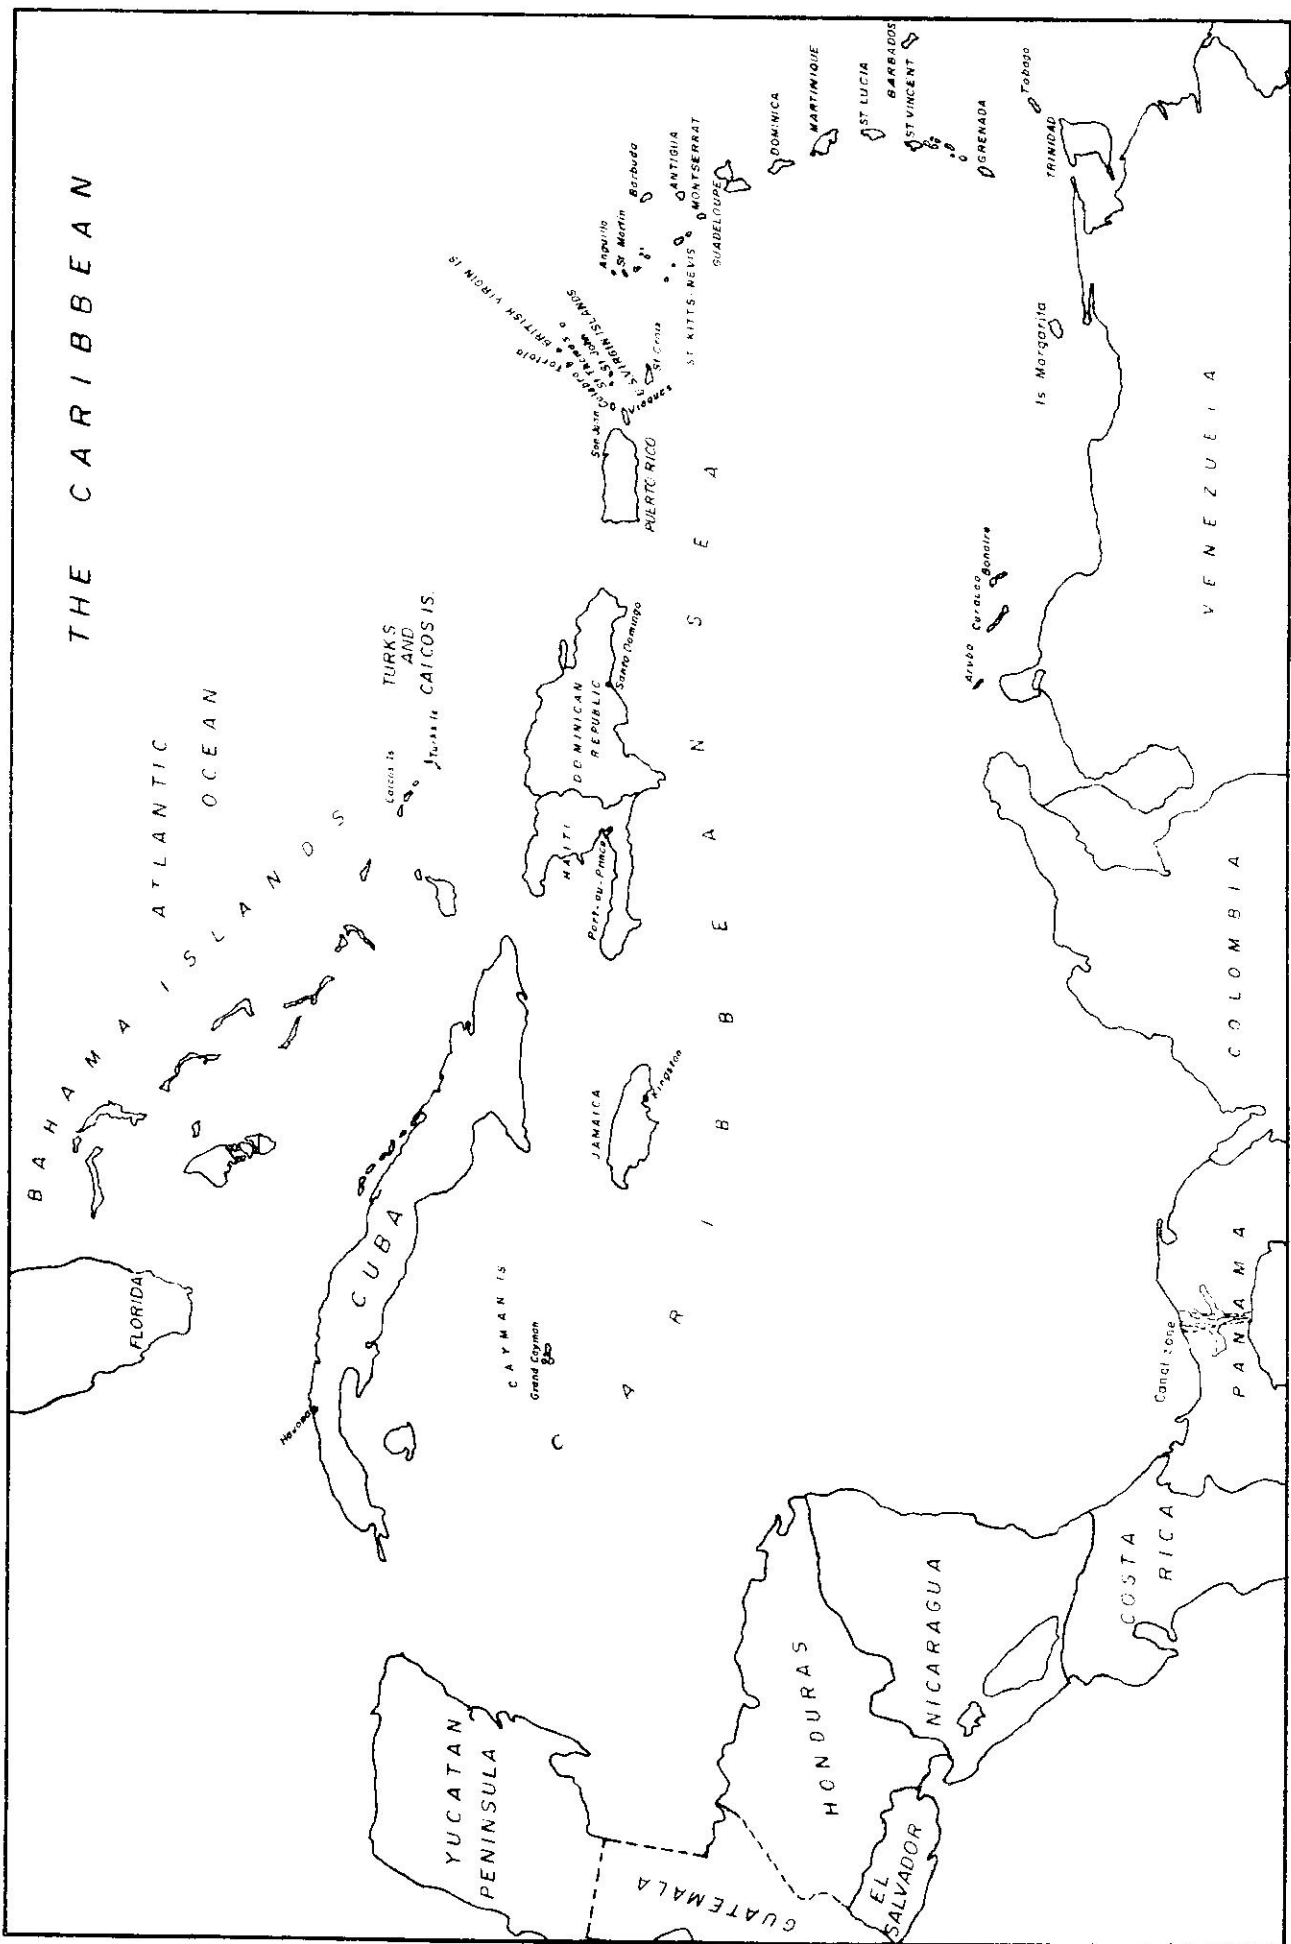 THE CARIBBEAN
ATLANTIC
OCEAN
BAHAMA ISLANDS
FLORIDA
Havana
CUBA
TURKS
AND
CAICOS IS.
Caicos Is
Turks Is
CAYMAN IS
Grand Cayman
JAMAICA
Kingston
HAITI
Port-au-Prince
DOMINICAN
REPUBLIC
Santo Domingo
San Juan
PUERTO RICO
Culebra
Vieques
Tortola
BRITISH VIRGIN IS
St Thomas
St John
U.S.VIRGIN ISLANDS
St Croix
Anguilla
St Martin
Barbuda
ST KITTS-NEVIS
ANTIGUA
MONTSERRAT
GUADELOUPE
DOMINICA
MARTINIQUE
ST LUCIA
BARBADOS
ST VINCENT
GRENADA
Tobago
TRINIDAD
CARIBBEAN SEA
Is Margarita
Aruba
Curacao
Bonaire
VENEZUELA
COLOMBIA
PANAMA
Canal zone
COSTA
RICA
NICARAGUA
HONDURAS
EL
SALVADOR
GUATEMALA
YUCATAN
PENINSULA